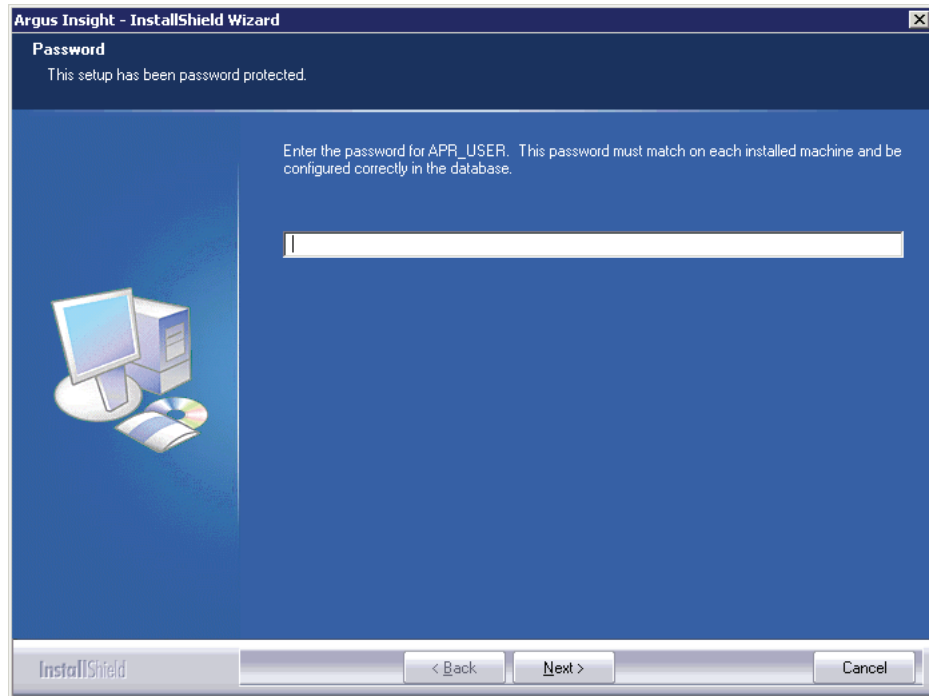 Argus Insight - InstallShield Wizard
Password
This setup has been password protected.
Enter the password for APR_USER. This password must match on each installed machine and be
configured correctly in the database.
InstallShield
< Back
Next >
Cancel